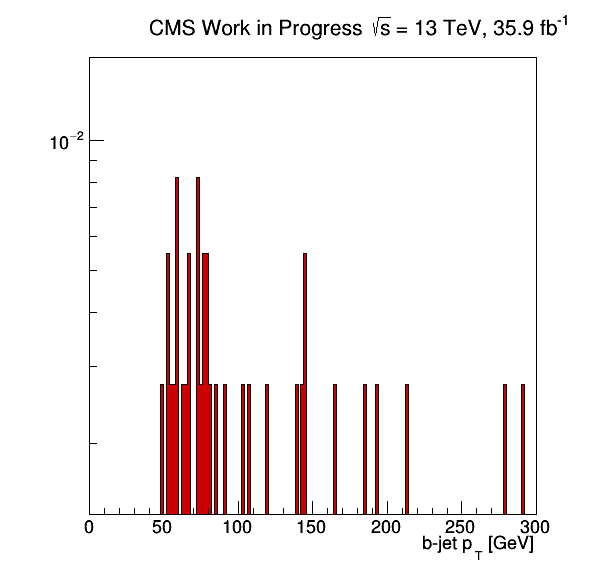 CMS Work in Progress √s = 13 TeV, 35.9 fb⁻¹
10⁻²
0 50 100 150 200 250 300
b-jet p_T [GeV]